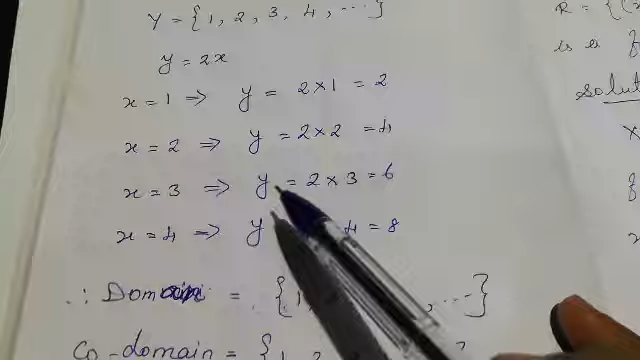 Y = {1, 2, 3, 4, ...}
y = 2x
x = 1 ⇒ y = 2×1 = 2
x = 2 ⇒ y = 2×2 = 4
x = 3 ⇒ y = 2×3 = 6
x = 4 ⇒ y 4 = 8
∴ Domain = {1, , ...}
Co-domain = {1, 2
R = {(
is a f
Solut
X
f
x